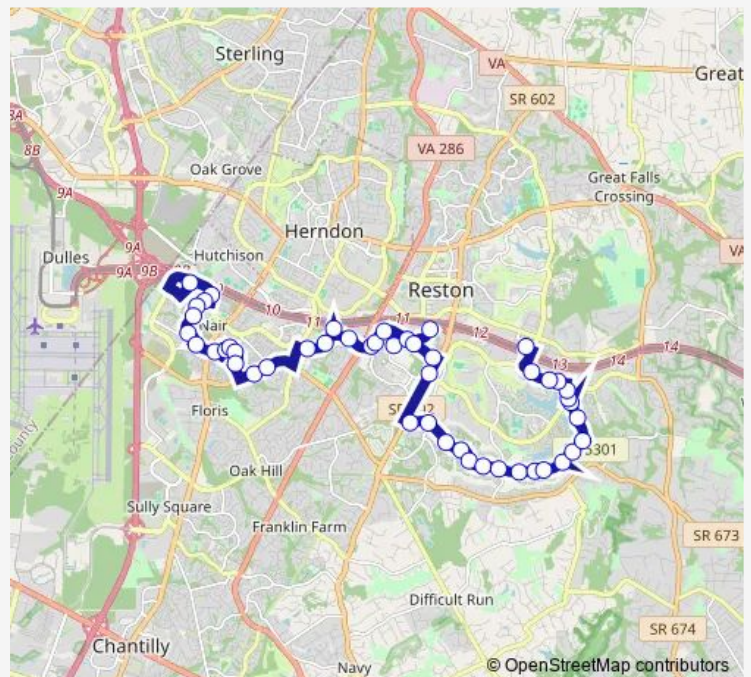 Sterling
VA
Great
SR 602
8A
8B
VA 286
Oak Grove
9A
Great Falls
Crossing
Herndon
9A
Dulles
Hutchison
VA
9A
9B
Reston
10
11
11
12
Nair
13
14
14
Floris
Oak Hill
Sully Square
Franklin Farm
SR 673
Difficult Run
SR 674
Chantilly
Navy
© OpenStreetMap contributors